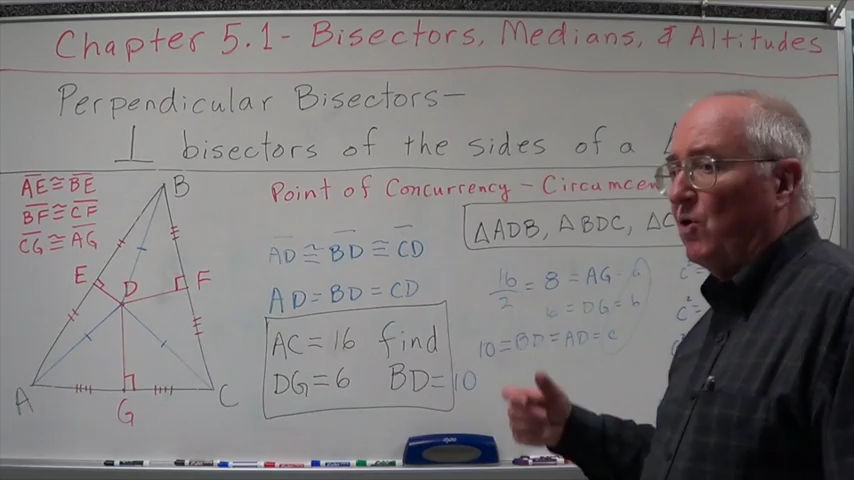 Chapter 5.1- Bisectors, Medians, & Altitudes
Perpendicular Bisectors-
⊥ bisectors of the sides of a
Point of Concurrency - Circumcen
AE≅BE
BF≅CF
CG≅AG
AD≅BD≅CD
AD=BD=CD
AC=16 find
DG=6 BD=10
ΔADB, ΔBDC, ΔC
16/2 = 8 = AG
6 = DG = b
10=BD=AD=c
c²=
c²=
B
E
D
F
A
G
C